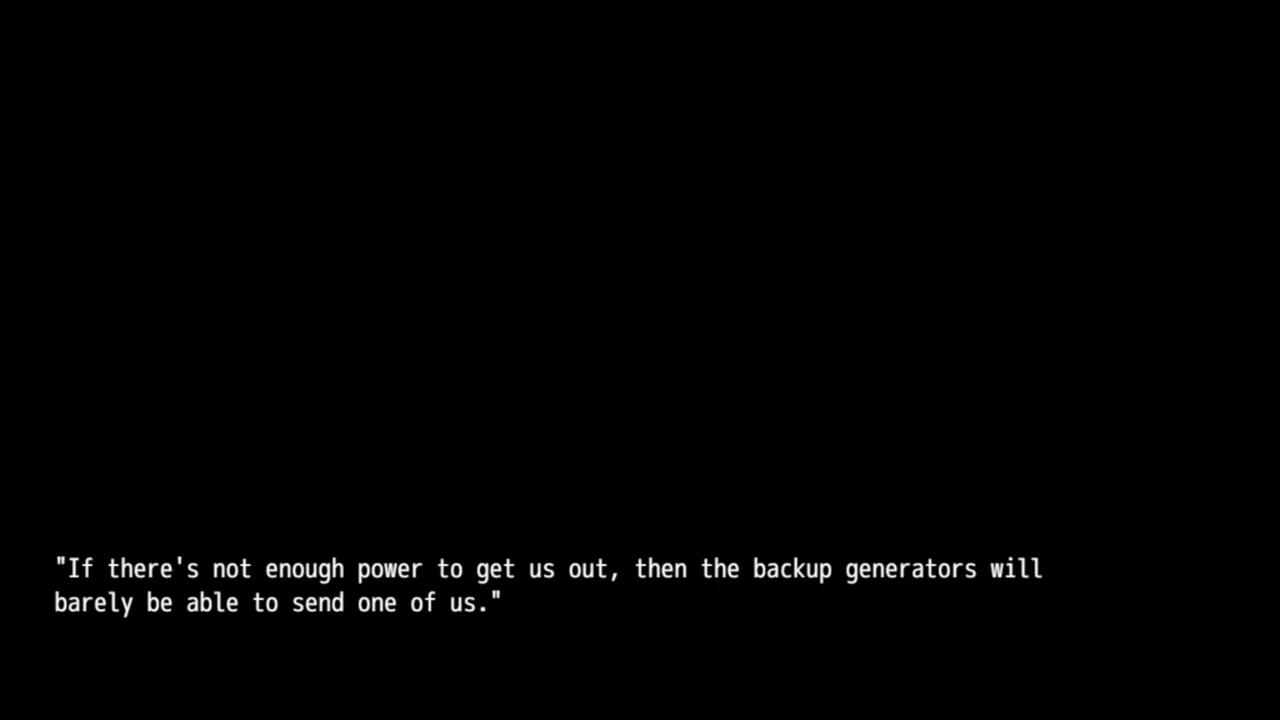 "If there's not enough power to get us out, then the backup generators will
barely be able to send one of us."